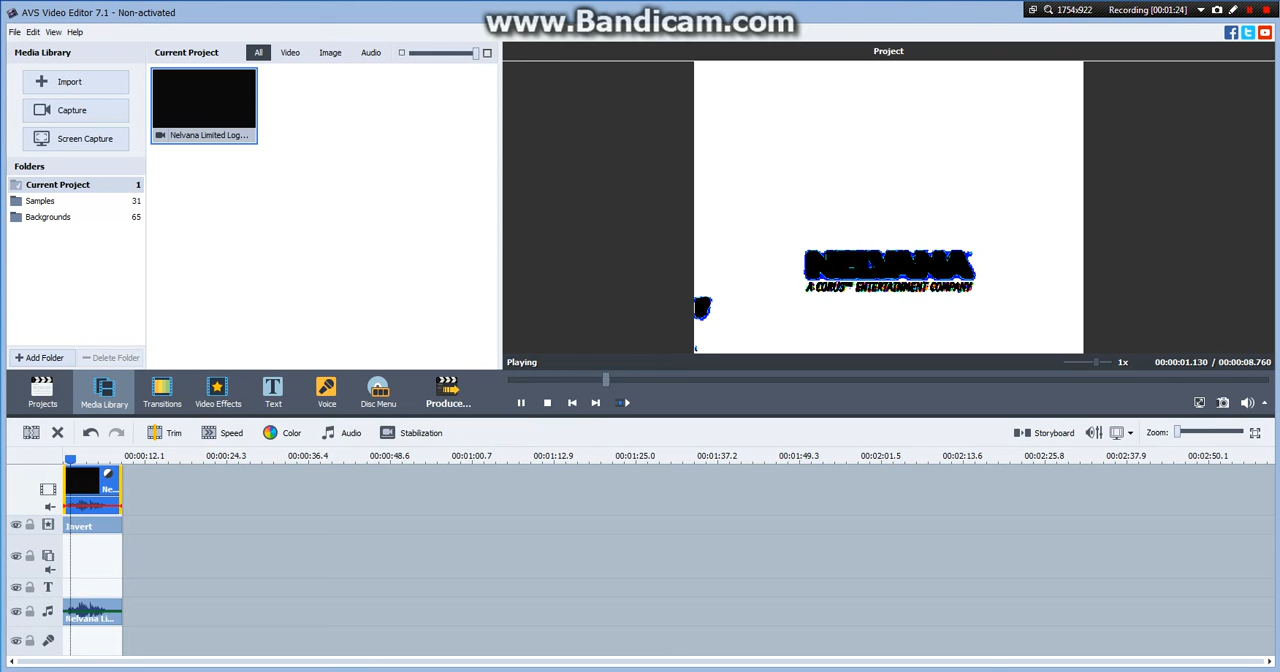 AVS Video Editor 7.1 - Non-activated
www.Bandicam.com
1754x922
Recording [00:01:24]
File Edit View Help
Media Library
Import
Capture
Screen Capture
Folders
Current Project 1
Samples 31
Backgrounds 65
Add Folder
Delete Folder
Current Project
All
Video
Image
Audio
Nelvana Limited Log...
Project
NELVANA
A CORUS™ ENTERTAINMENT COMPANY
Playing
1x
00:00:01.130 / 00:00:08.760
Projects
Media Library
Transitions
Video Effects
Text
Voice
Disc Menu
Produce...
Trim
Speed
Color
Audio
Stabilization
Storyboard
Zoom:
00:00:12.1 00:00:24.3 00:00:36.4 00:00:48.6 00:01:00.7 00:01:12.9 00:01:25.0 00:01:37.2 00:01:49.3 00:02:01.5 00:02:13.6 00:02:25.8 00:02:37.9 00:02:50.1
Ne...
Invert
T
Nelvana Li...